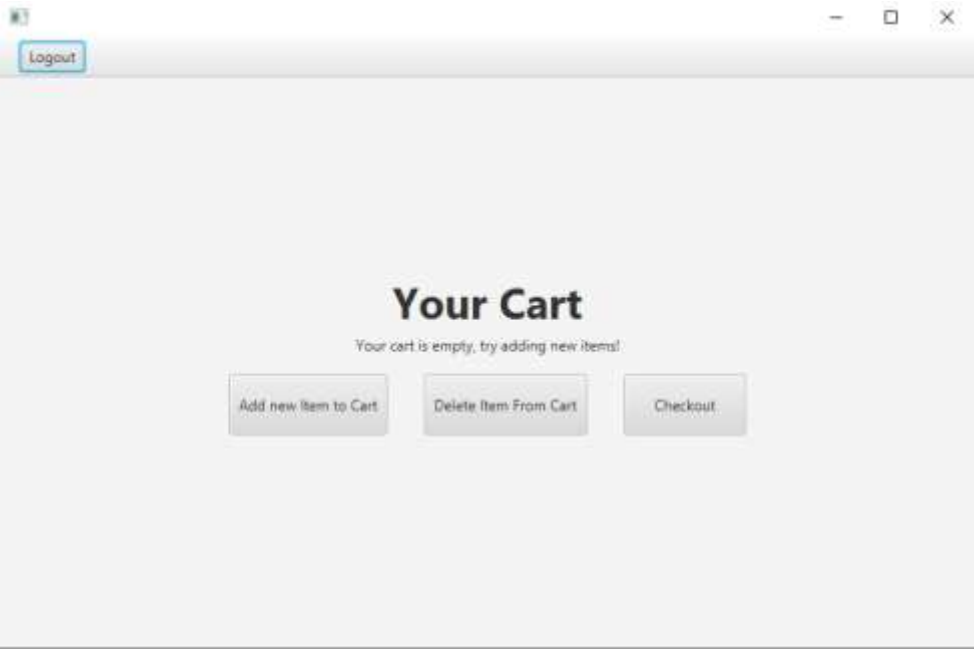 Logout
Your Cart
Your cart is empty, try adding new items!
Add new Item to Cart Delete Item From Cart Checkout